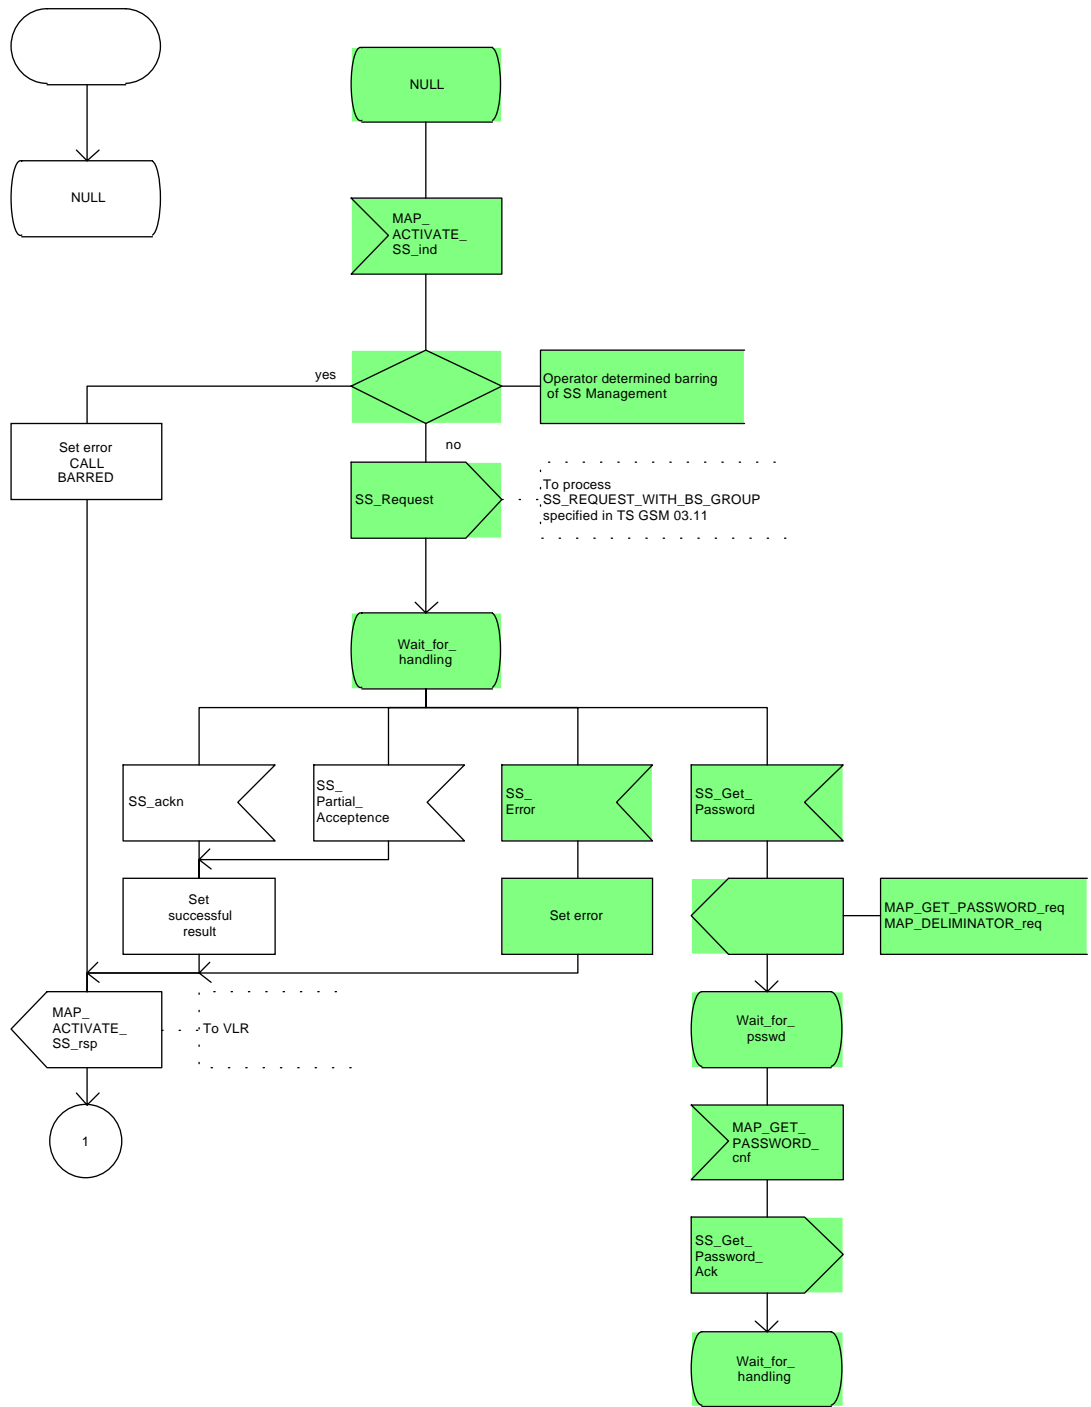 NULL
NULL
MAP_
ACTIVATE_
SS_ind
yes
Operator determined barring
of SS Management
Set error
CALL
BARRED
no
SS_Request
To process
SS_REQUEST_WITH_BS_GROUP
specified in TS GSM 03.11
Wait_for_
handling
SS_ackn
SS_
Partial_
Acceptence
SS_
Error
SS_Get_
Password
Set
successful
result
Set error
MAP_GET_PASSWORD_req
MAP_DELIMINATOR_req
MAP_
ACTIVATE_
SS_rsp
To VLR
Wait_for_
psswd
1
MAP_GET_
PASSWORD_
cnf
SS_Get_
Password_
Ack
Wait_for_
handling